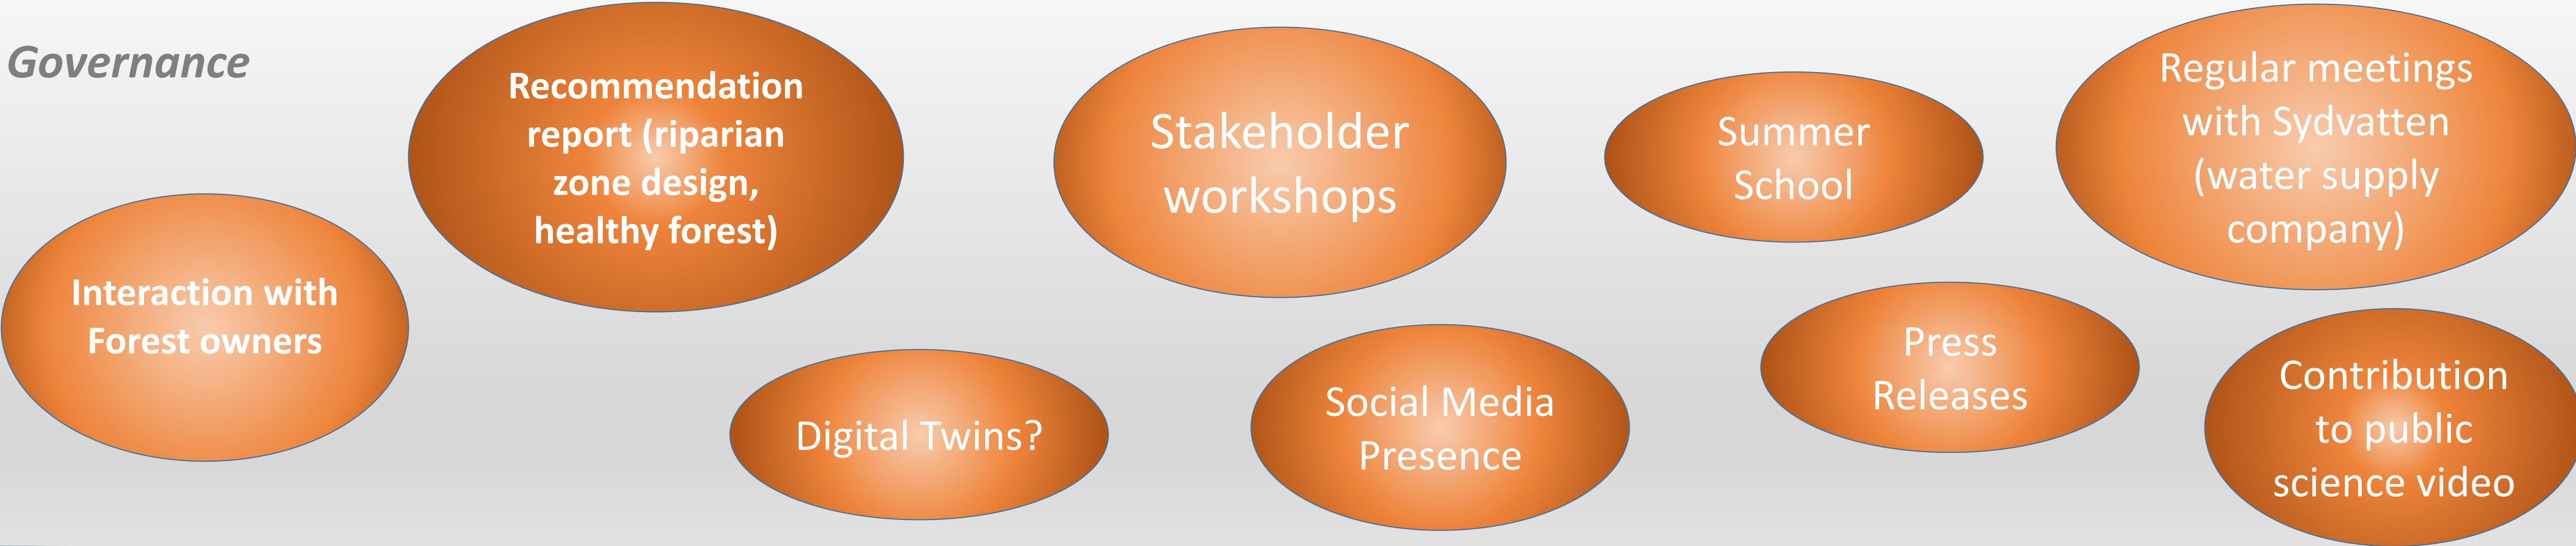 Governance
Interaction with
Forest owners
Recommendation
report (riparian
zone design,
healthy forest)
Digital Twins?
Stakeholder
workshops
Social Media
Presence
Summer
School
Press
Releases
Regular meetings
with Sydvatten
(water supply
company)
Contribution
to public
science video